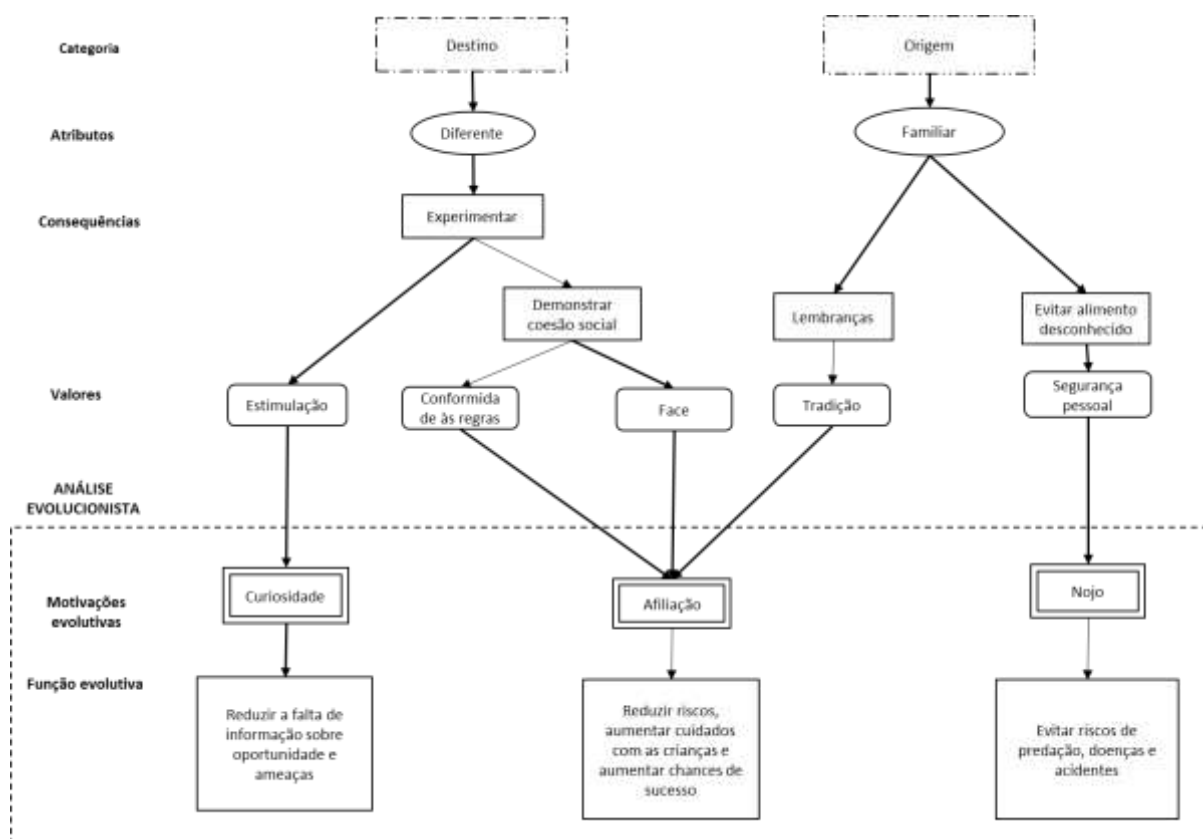 Categoria
Destino
Origem
Atributos
Diferente
Familiar
Consequências
Experimentar
Demonstrar
coesão social
Lembranças
Evitar alimento
desconhecido
Valores
Estimulação
Conformida
de às regras
Face
Tradição
Segurança
pessoal
ANÁLISE
EVOLUCIONISTA
Motivações
evolutivas
Curiosidade
Afiliação
Nojo
Função evolutiva
Reduzir a falta de
informação sobre
oportunidade e
ameaças
Reduzir riscos,
aumentar cuidados
com as crianças e
aumentar chances de
sucesso
Evitar riscos de
predação, doenças e
acidentes